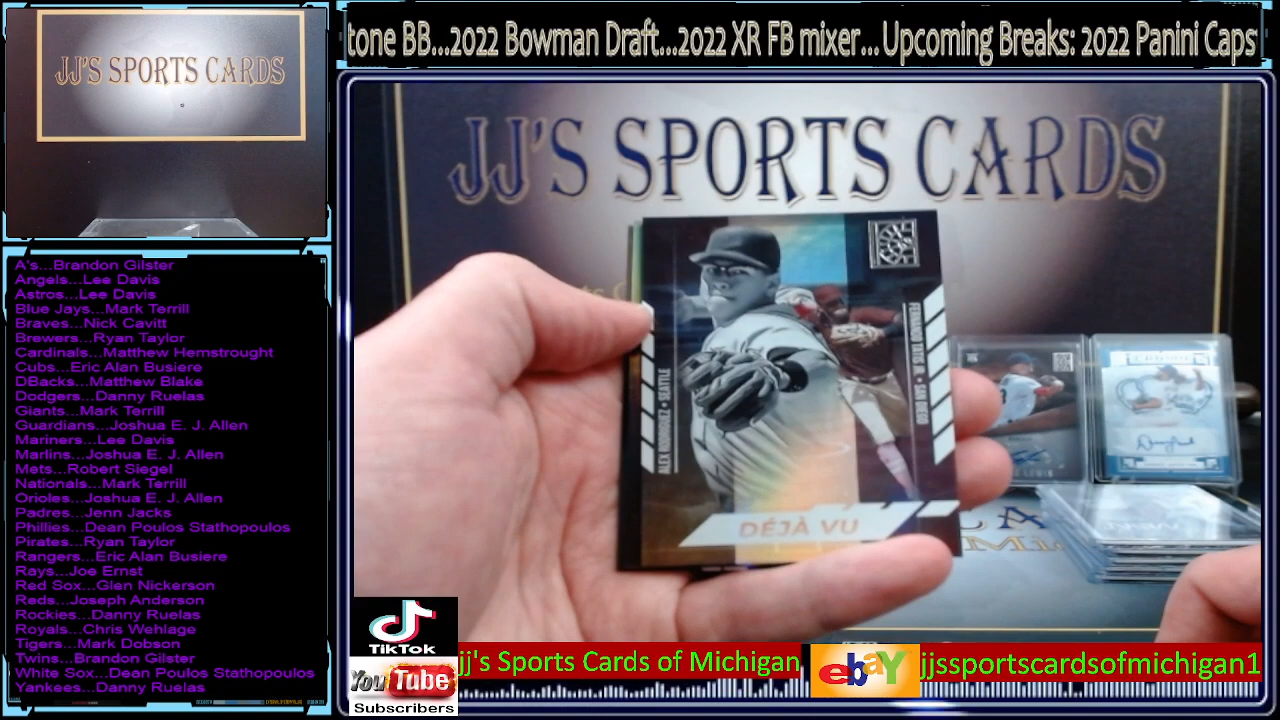 JJ'S SPORTS CARDS
tone BB...2022 Bowman Draft...2022 XR FB mixer... Upcoming Breaks: 2022 Panini Caps
JJ'S SPORTS CARDS
ALEX RODRIGUEZ • SEATTLE
FERNANDO TATIS JR. • SAN DIEGO
DÉJÀ VU
A's...Brandon Gilster
Angels...Lee Davis
Astros...Lee Davis
Blue Jays...Mark Terrill
Braves...Nick Cavitt
Brewers...Ryan Taylor
Cardinals...Matthew Hemstrought
Cubs...Eric Alan Busiere
DBacks...Matthew Blake
Dodgers...Danny Ruelas
Giants...Mark Terrill
Guardians...Joshua E. J. Allen
Mariners...Lee Davis
Marlins...Joshua E. J. Allen
Mets...Robert Siegel
Nationals...Mark Terrill
Orioles...Joshua E. J. Allen
Padres...Jenn Jacks
Phillies...Dean Poulos Stathopoulos
Pirates...Ryan Taylor
Rangers...Eric Alan Busiere
Rays...Joe Ernst
Red Sox...Glen Nickerson
Reds...Joseph Anderson
Rockies...Danny Ruelas
Royals...Chris Wehlage
Tigers...Mark Dobson
Twins...Brandon Gilster
White Sox...Dean Poulos Stathopoulos
Yankees...Danny Ruelas
TikTok
YouTube
Subscribers
jj's Sports Cards of Michigan
ebaY
jjssportscardsofmichigan1